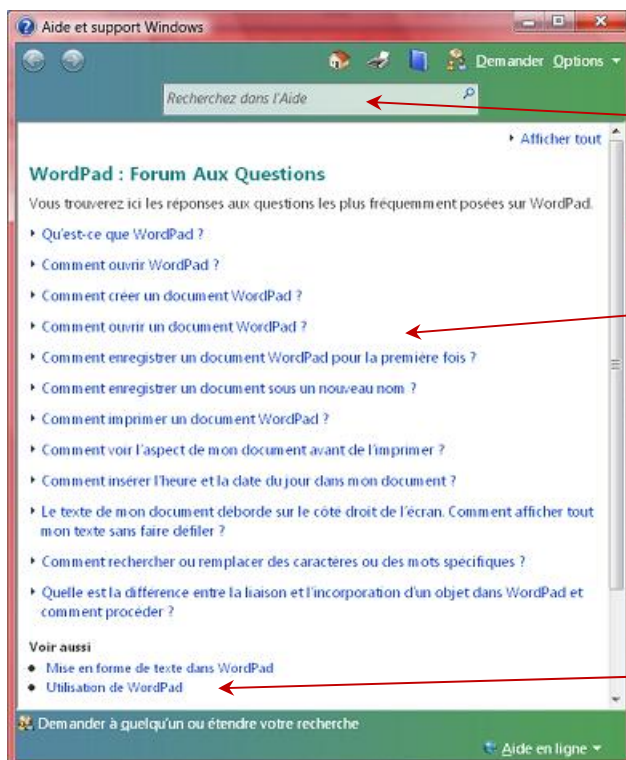 Aide et support Windows
Demander Options
Recherchez dans l'Aide
Afficher tout
WordPad : Forum Aux Questions
Vous trouverez ici les réponses aux questions les plus fréquemment posées sur WordPad.
Qu'est-ce que WordPad ?
Comment ouvrir WordPad ?
Comment créer un document WordPad ?
Comment ouvrir un document WordPad ?
Comment enregistrer un document WordPad pour la première fois ?
Comment enregistrer un document sous un nouveau nom ?
Comment imprimer un document WordPad ?
Comment voir l'aspect de mon document avant de l'imprimer ?
Comment insérer l'heure et la date du jour dans mon document ?
Le texte de mon document déborde sur le côté droit de l'écran. Comment afficher tout
mon texte sans faire défiler ?
Comment rechercher ou remplacer des caractères ou des mots spécifiques ?
Quelle est la différence entre la liaison et l'incorporation d'un objet dans WordPad et
comment procéder ?
Voir aussi
Mise en forme de texte dans WordPad
Utilisation de WordPad
Demander à quelqu'un ou étendre votre recherche
Aide en ligne